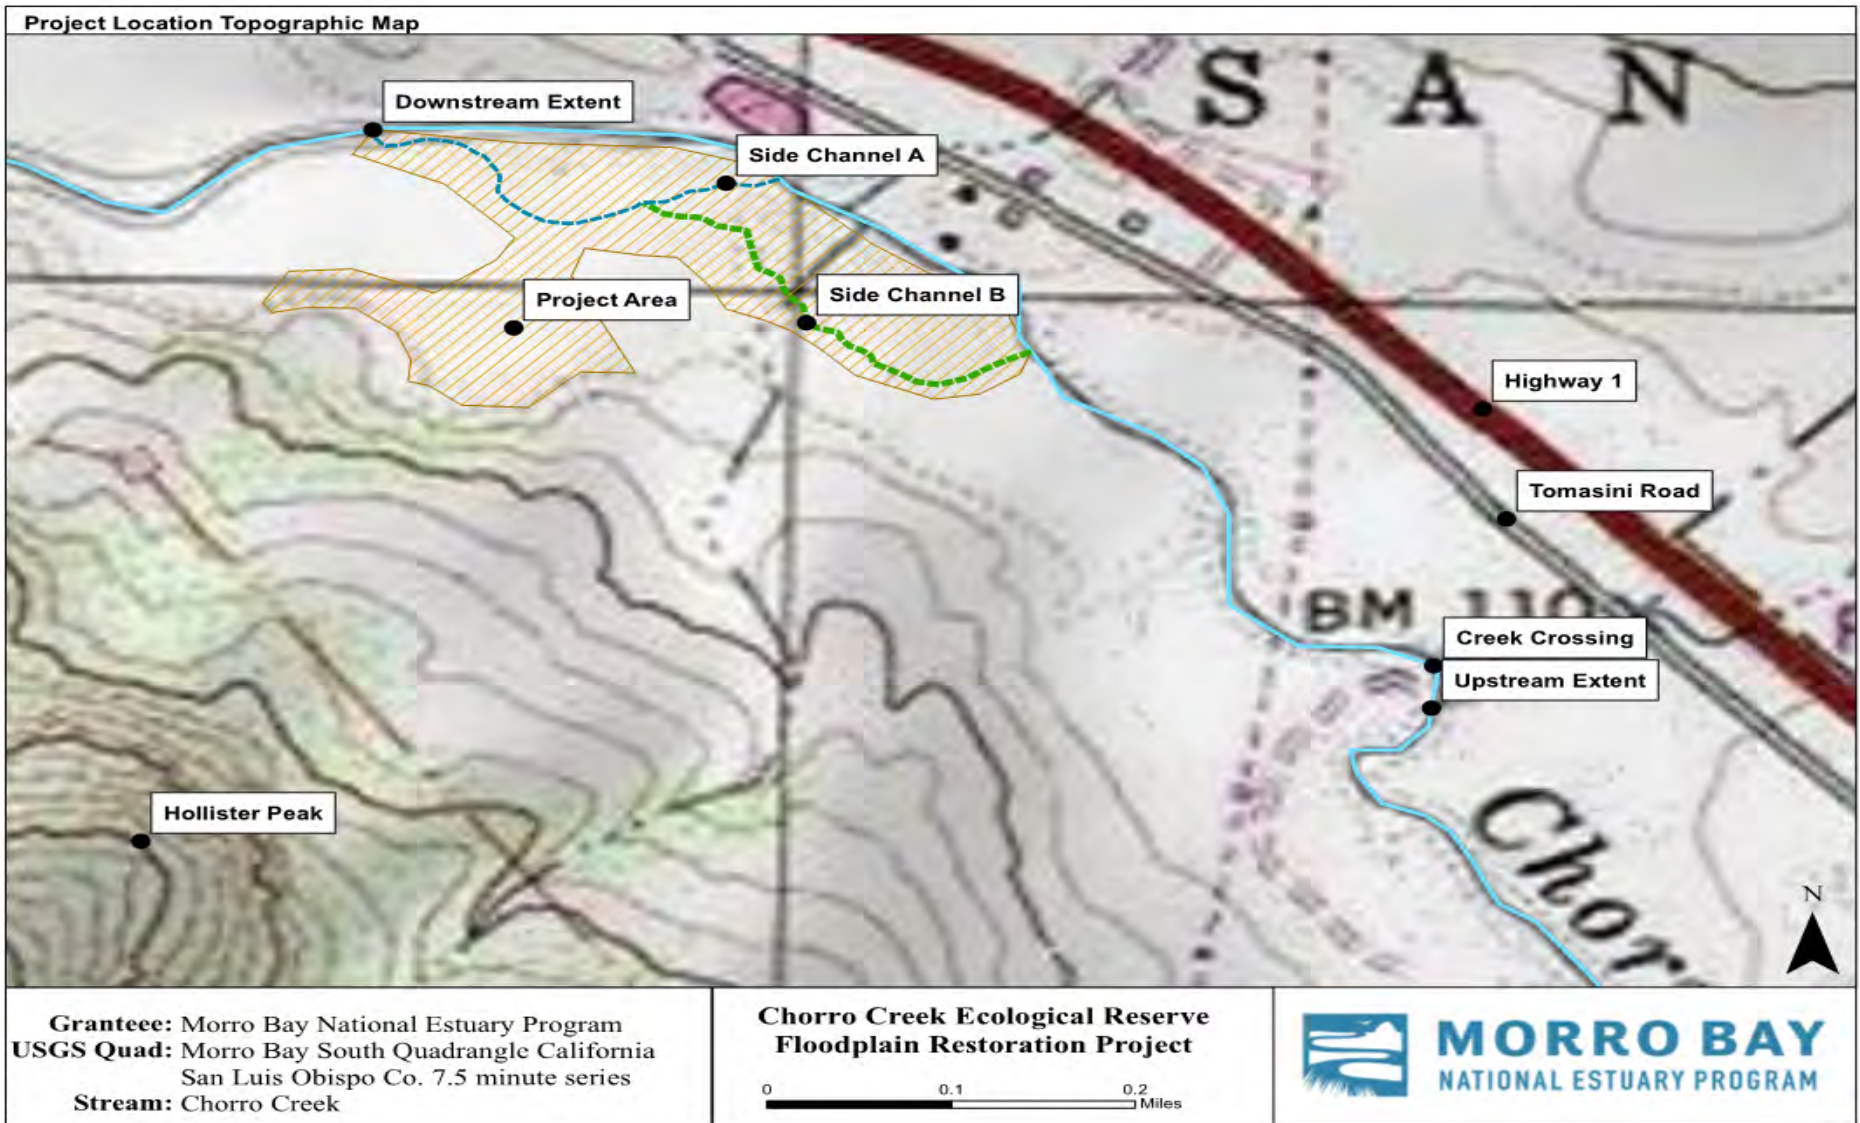 Project Location Topographic Map
S A N
Downstream Extent
Side Channel A
Project Area
Side Channel B
Highway 1
Tomasini Road
BM 110
Creek Crossing
Upstream Extent
Hollister Peak
Chorr
N
Granteee: Morro Bay National Estuary Program
USGS Quad: Morro Bay South Quadrangle California
San Luis Obispo Co. 7.5 minute series
Stream: Chorro Creek
Chorro Creek Ecological Reserve
Floodplain Restoration Project
0 0.1 0.2
Miles
MORRO BAY
NATIONAL ESTUARY PROGRAM